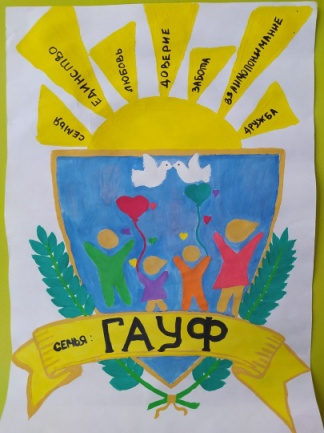 СЕМЬЯ
ЕДИНСТВО
ЛЮБОВЬ
ДОВЕРИЕ
ЗАБОТА
ВЗАИМОПОНИМАНИЕ
ДРУЖБА
СЕМЬЯ: ГАУФ